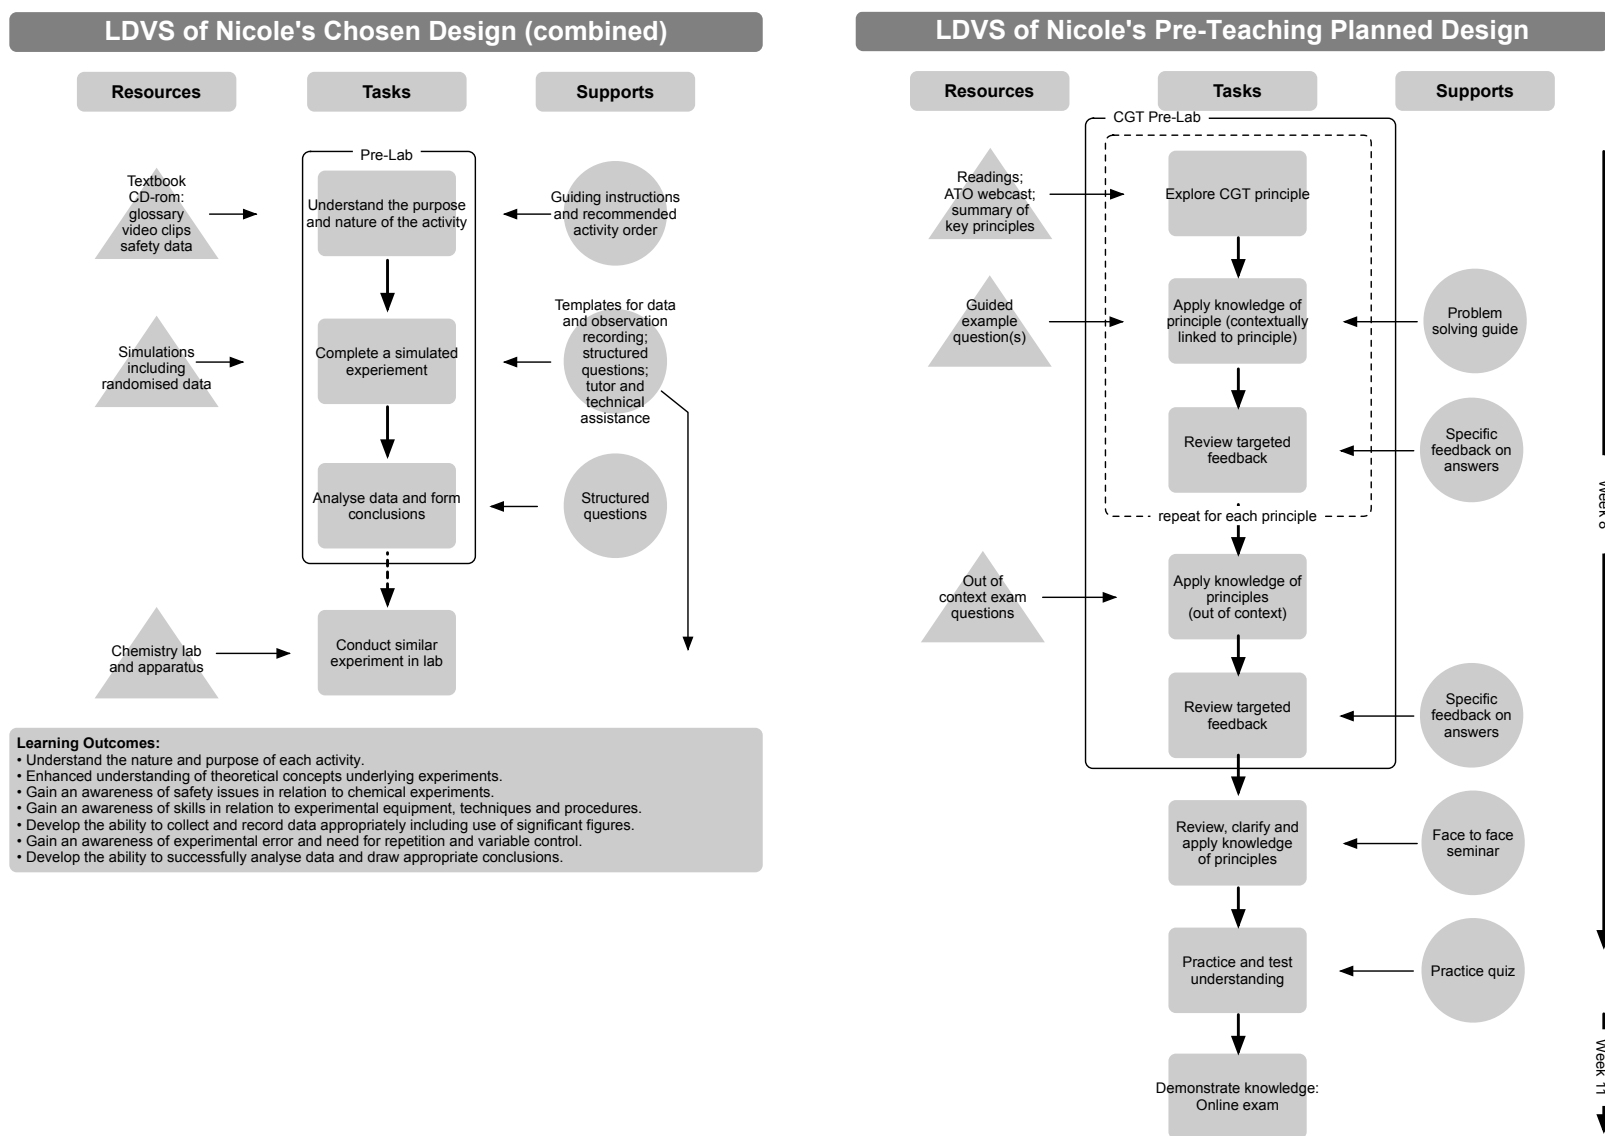 LDVS of Nicole's Chosen Design (combined)
Resources
Tasks
Supports
Pre-Lab
Textbook
CD-rom:
glossary
video clips
safety data
Understand the purpose
and nature of the activity
Guiding instructions
and recommended
activity order
Simulations
including
randomised data
Complete a simulated
experiement
Templates for data
and observation
recording;
structured
questions;
tutor and
technical
assistance
Analyse data and form
conclusions
Structured
questions
Chemistry lab
and apparatus
Conduct similar
experiment in lab
Learning Outcomes:
• Understand the nature and purpose of each activity.
• Enhanced understanding of theoretical concepts underlying experiments.
• Gain an awareness of safety issues in relation to chemical experiments.
• Gain an awareness of skills in relation to experimental equipment, techniques and procedures.
• Develop the ability to collect and record data appropriately including use of significant figures.
• Gain an awareness of experimental error and need for repetition and variable control.
• Develop the ability to successfully analyse data and draw appropriate conclusions.
LDVS of Nicole's Pre-Teaching Planned Design
Resources
Tasks
Supports
CGT Pre-Lab
Readings;
ATO webcast;
summary of
key principles
Explore CGT principle
Guided
example
question(s)
Apply knowledge of
principle (contextually
linked to principle)
Problem
solving guide
Review targeted
feedback
Specific
feedback on
answers
repeat for each principle
Out of
context exam
questions
Apply knowledge of
principles
(out of context)
Review targeted
feedback
Specific
feedback on
answers
Review, clarify and
apply knowledge
of principles
Face to face
seminar
Practice and test
understanding
Practice quiz
Demonstrate knowledge:
Online exam
Week 8
Week 11